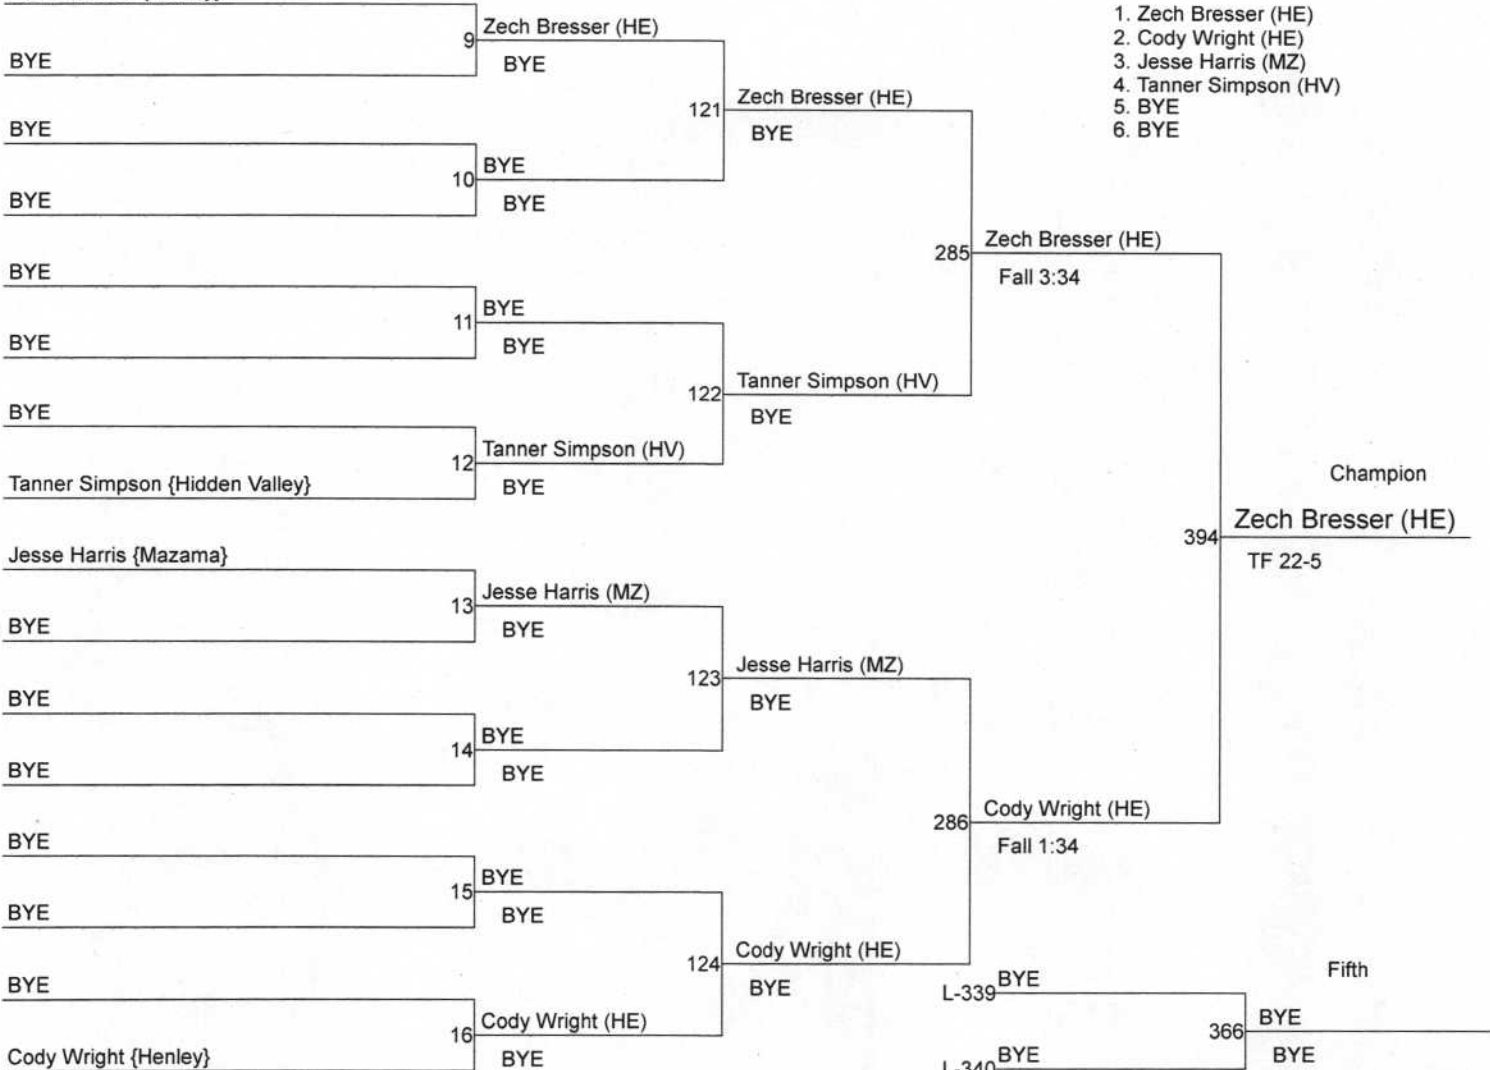 Zech Bresser (HE)
9
BYE
BYE
BYE
BYE
10
BYE
BYE
Zech Bresser (HE)
121
BYE
BYE
BYE
11
BYE
BYE
BYE
Tanner Simpson {Hidden Valley}
12
Tanner Simpson (HV)
BYE
122
Tanner Simpson (HV)
BYE
285
Zech Bresser (HE)
Fall 3:34
Jesse Harris {Mazama}
BYE
13
Jesse Harris (MZ)
BYE
BYE
BYE
14
BYE
BYE
123
Jesse Harris (MZ)
BYE
BYE
BYE
15
BYE
BYE
BYE
Cody Wright {Henley}
16
Cody Wright (HE)
BYE
124
Cody Wright (HE)
BYE
286
Cody Wright (HE)
Fall 1:34
394
Champion
Zech Bresser (HE)
TF 22-5
1. Zech Bresser (HE)
2. Cody Wright (HE)
3. Jesse Harris (MZ)
4. Tanner Simpson (HV)
5. BYE
6. BYE
Fifth
L-339
BYE
L-340
BYE
366
BYE
BYE